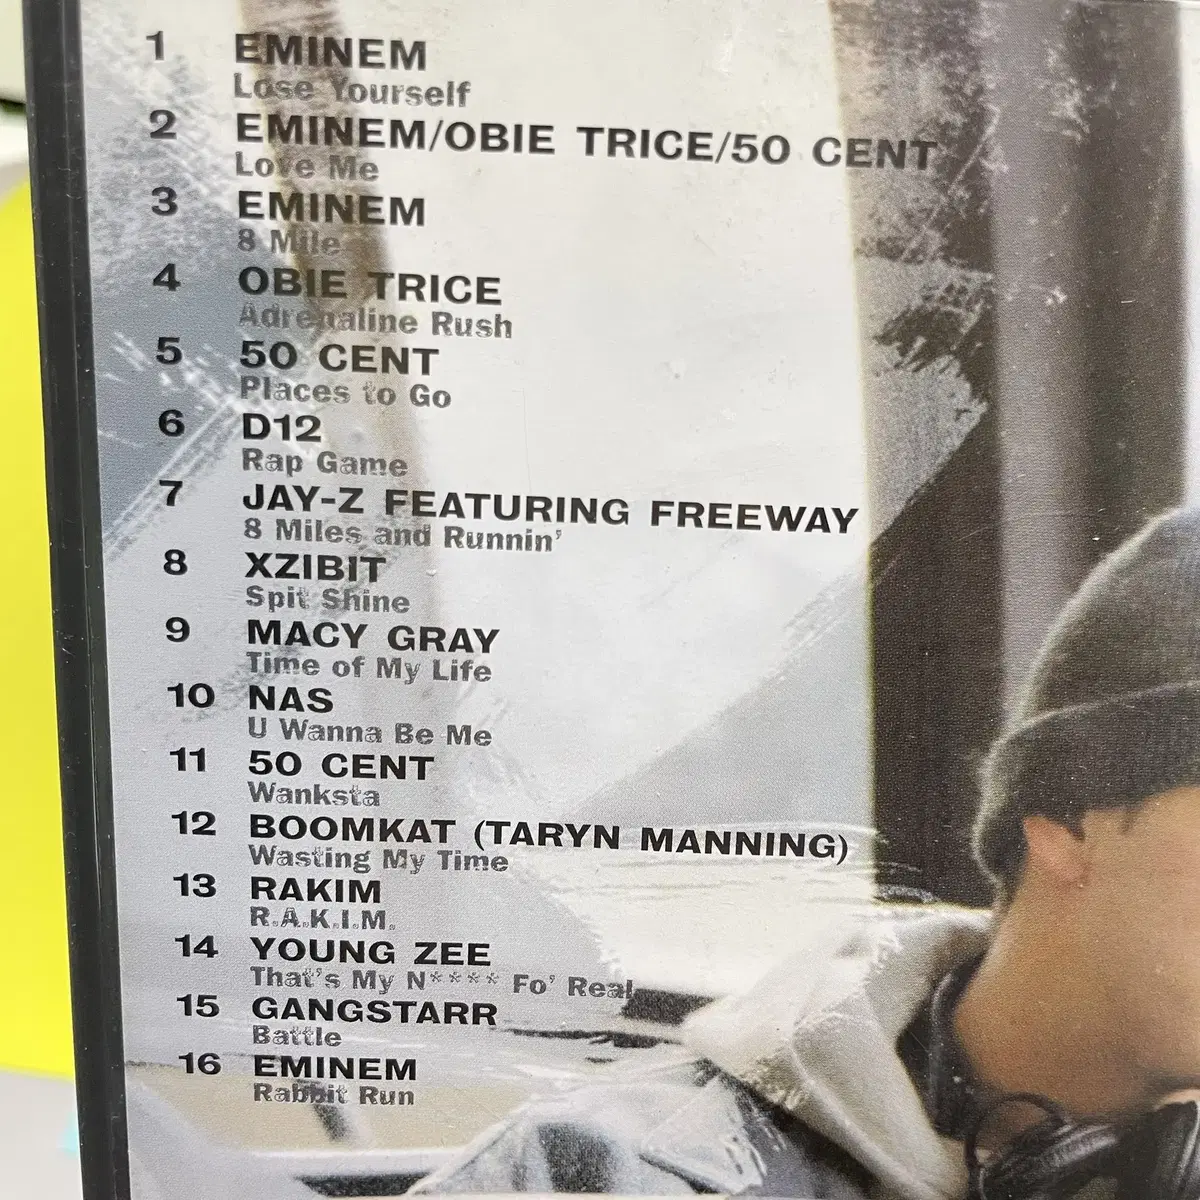 1 EMINEM
Lose Yourself
2 EMINEM/OBIE TRICE/50 CENT
Love Me
3 EMINEM
8 Mile
4 OBIE TRICE
Adrenaline Rush
5 50 CENT
Places to Go
6 D12
Rap Game
7 JAY-Z FEATURING FREEWAY
8 Miles and Runnin'
8 XZIBIT
Spit Shine
9 MACY GRAY
Time of My Life
10 NAS
U Wanna Be Me
11 50 CENT
Wanksta
12 BOOMKAT (TARYN MANNING)
Wasting My Time
13 RAKIM
R.A.K.I.M.
14 YOUNG ZEE
That's My N**** Fo' Real
15 GANGSTARR
Battle
16 EMINEM
Rabbit Run